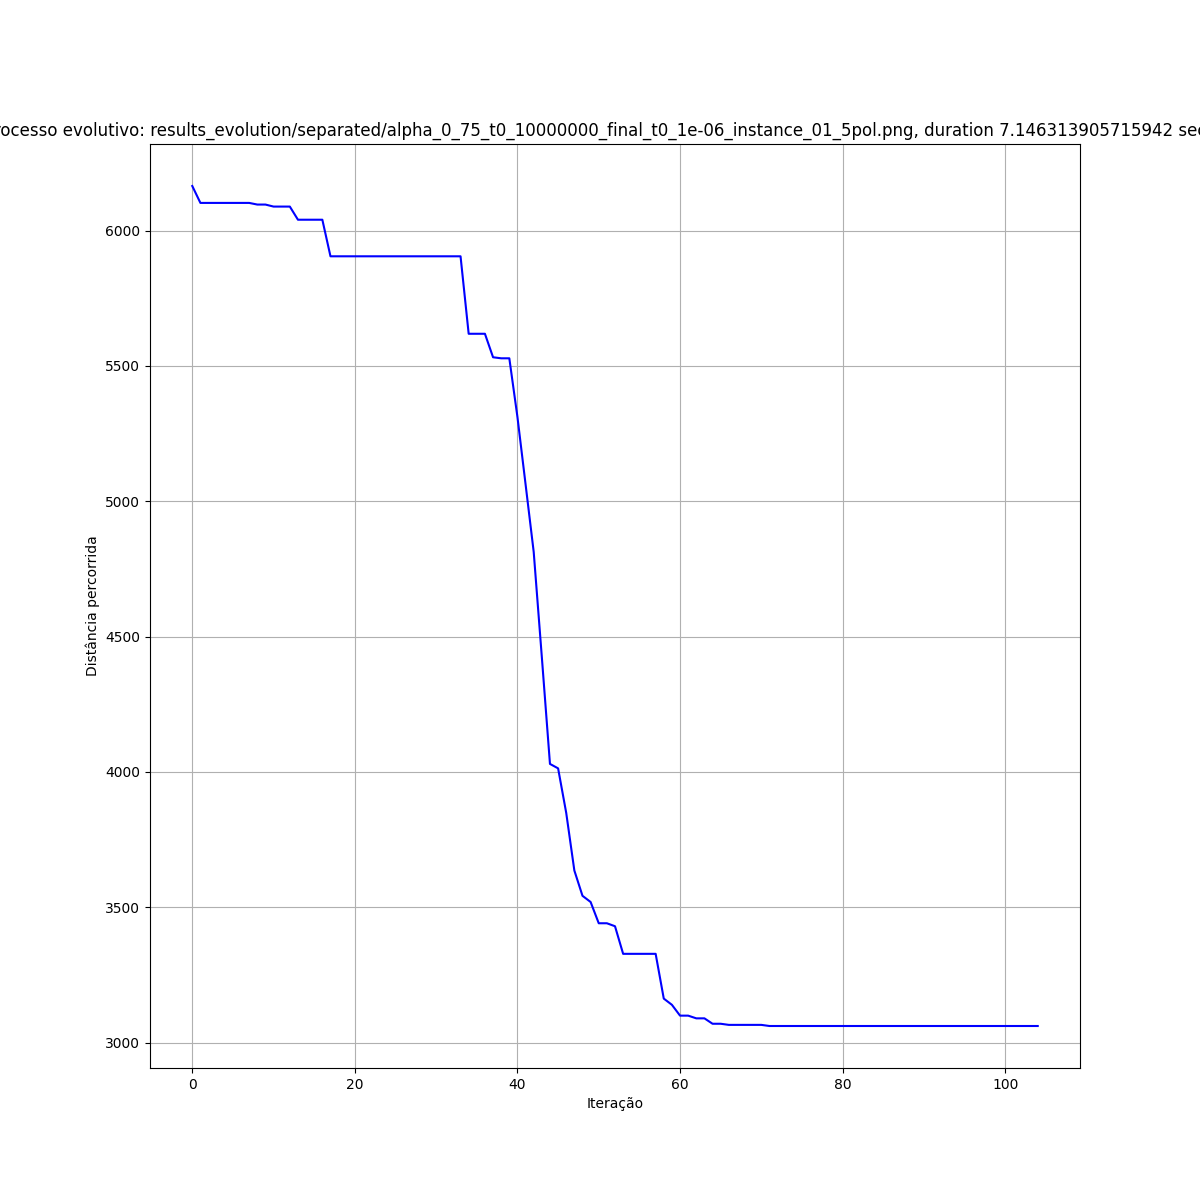 ocesso evolutivo: results_evolution/separated/alpha_0_75_t0_10000000_final_t0_1e-06_instance_01_5pol.png, duration 7.146313905715942 sec
6000
5500
5000
4500
4000
3500
3000
Distância percorrida
0 20 40 60 80 100
Iteração